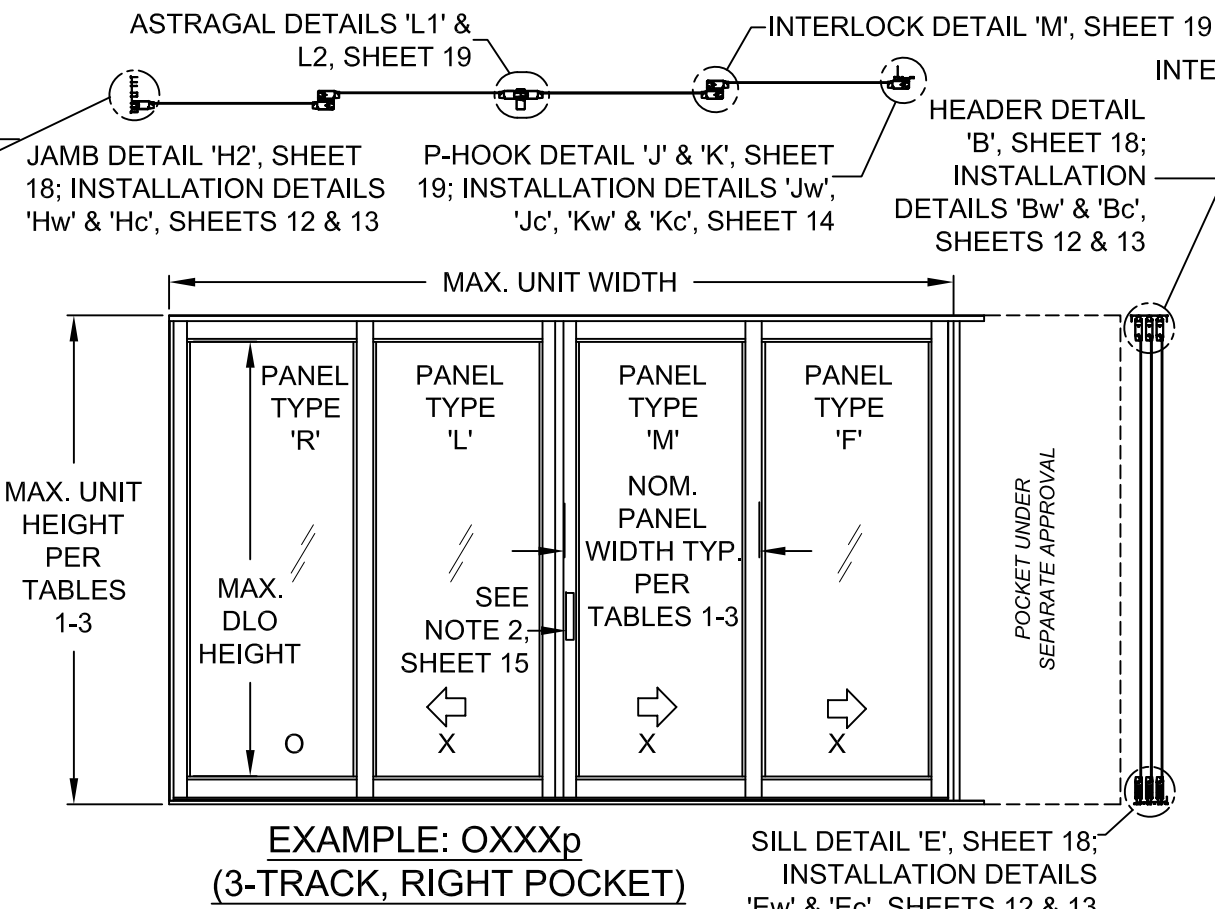 ASTRAGAL DETAILS 'L1' &
L2, SHEET 19
INTERLOCK DETAIL 'M', SHEET 19
JAMB DETAIL 'H2', SHEET
18; INSTALLATION DETAILS
'Hw' & 'Hc', SHEETS 12 & 13
P-HOOK DETAIL 'J' & 'K', SHEET
19; INSTALLATION DETAILS 'Jw',
'Jc', 'Kw' & 'Kc', SHEET 14
HEADER DETAIL
'B', SHEET 18;
INSTALLATION
DETAILS 'Bw' & 'Bc',
SHEETS 12 & 13
MAX. UNIT WIDTH
MAX. UNIT
HEIGHT
PER
TABLES
1-3
PANEL
TYPE
'R'
MAX.
DLO
HEIGHT
O
PANEL
TYPE
'L'
SEE
NOTE 2,
SHEET 15
X
PANEL
TYPE
'M'
NOM.
PANEL
WIDTH TYP.
PER
TABLES 1-3
X
PANEL
TYPE
'F'
X
POCKET UNDER
SEPARATE APPROVAL
EXAMPLE: OXXXp
(3-TRACK, RIGHT POCKET)
SILL DETAIL 'E', SHEET 18;
INSTALLATION DETAILS
'Ew' & 'Ec', SHEETS 12 & 13